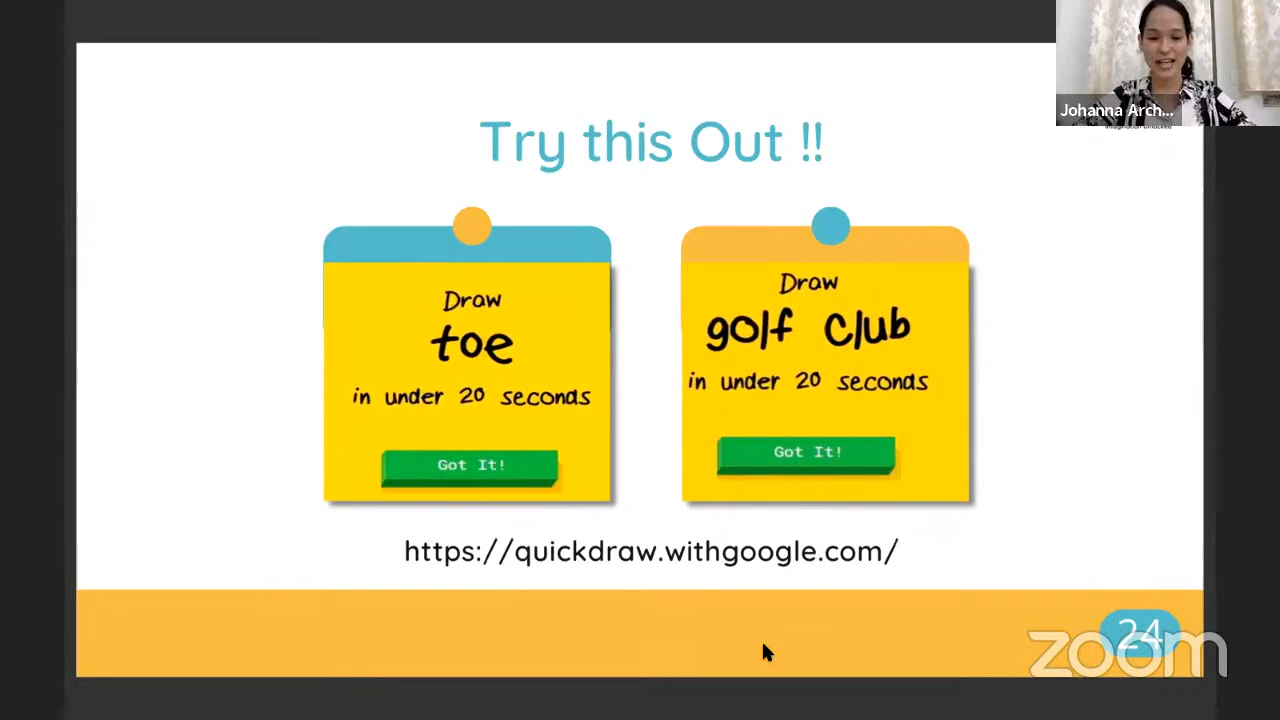 Johanna Arch...
Try this Out !!
Draw
toe
in under 20 seconds
Got It!
Draw
golf club
in under 20 seconds
Got It!
https://quickdraw.withgoogle.com/
24
zoom